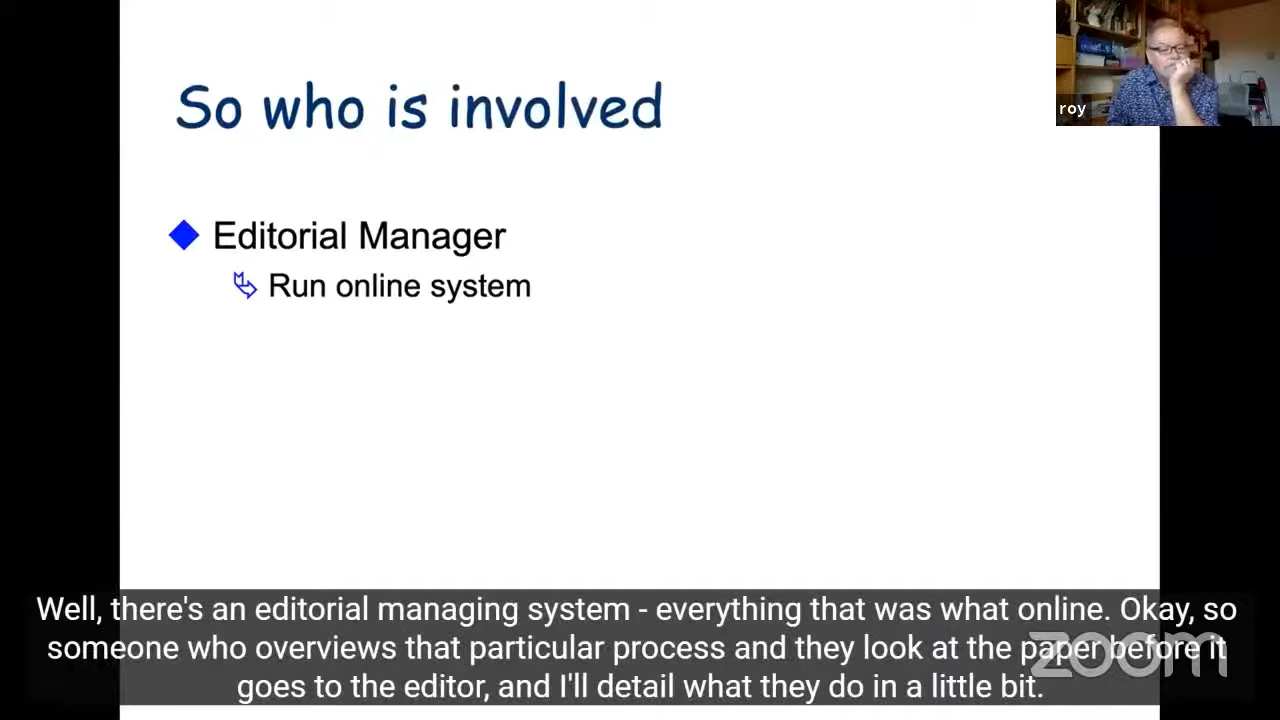 So who is involved
roy
Editorial Manager
Run online system
Well, there's an editorial managing system - everything that was what online. Okay, so
someone who overviews that particular process and they look at the paper before it
goes to the editor, and I'll detail what they do in a little bit.
zoom